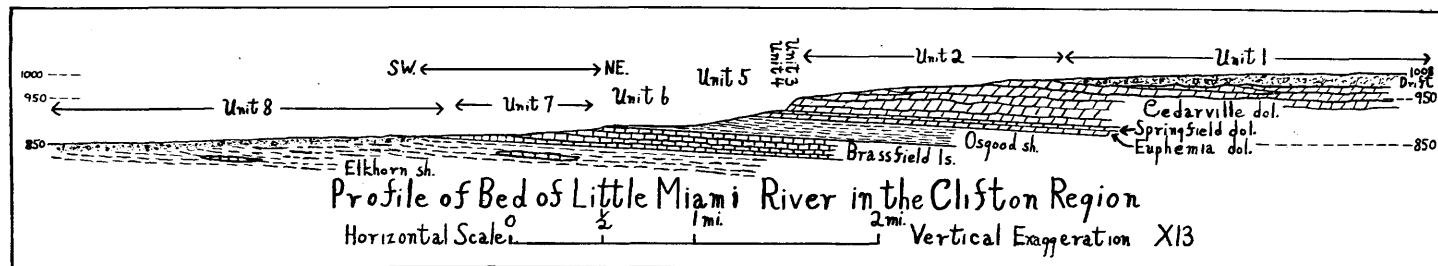 SW. NE.
Unit 8
Unit 7
Unit 6
Unit 5
Unit 4
Unit 3
Unit 2
Unit 1
1000
950
850
1008
Drift
950
850
Cedarville dol.
Springfield dol.
Euphemia dol.
Osgood sh.
Brassfield ls.
Elkhorn sh.
Profile of Bed of Little Miami River in the Clifton Region
Horizontal Scale 0 ½ 1 mi. 2 mi. Vertical Exaggeration X13